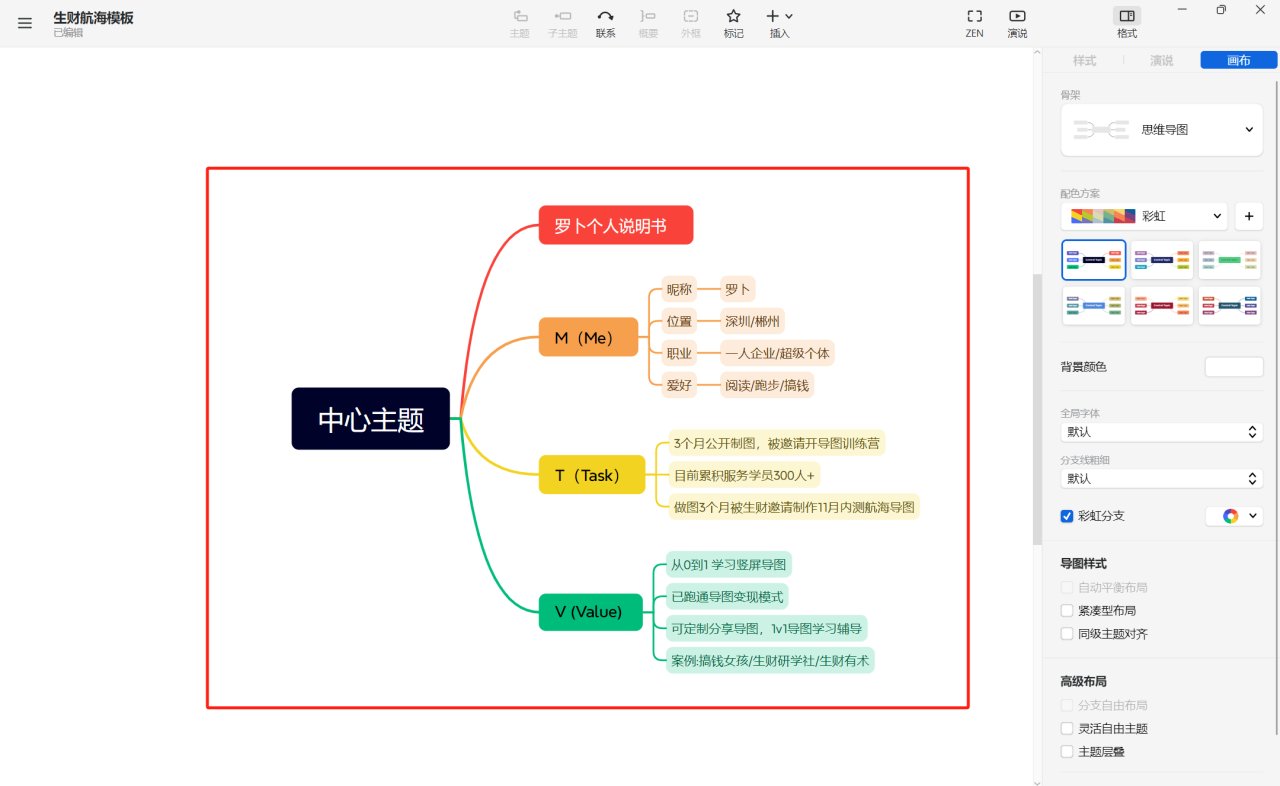 生财航海模板
已编辑
主题
子主题
联系
概要
外框
标记
插入
ZEN
演说
格式
样式
演说
画布
骨架
思维导图
配色方案
彩虹
背景颜色
全局字体
默认
分支线粗细
默认
彩虹分支
导图样式
自动平衡布局
紧凑型布局
同级主题对齐
高级布局
分支自由布局
灵活自由主题
主题层叠
中心主题
罗卜个人说明书
M（Me）
昵称
罗卜
位置
深圳/郴州
职业
一人企业/超级个体
爱好
阅读/跑步/搞钱
T（Task）
3个月公开制图，被邀请开导图训练营
目前累积服务学员300人+
做图3个月被生财邀请制作11月内测航海导图
V (Value)
从0到1 学习竖屏导图
已跑通导图变现模式
可定制分享导图，1v1导图学习辅导
案例:搞钱女孩/生财研学社/生财有术